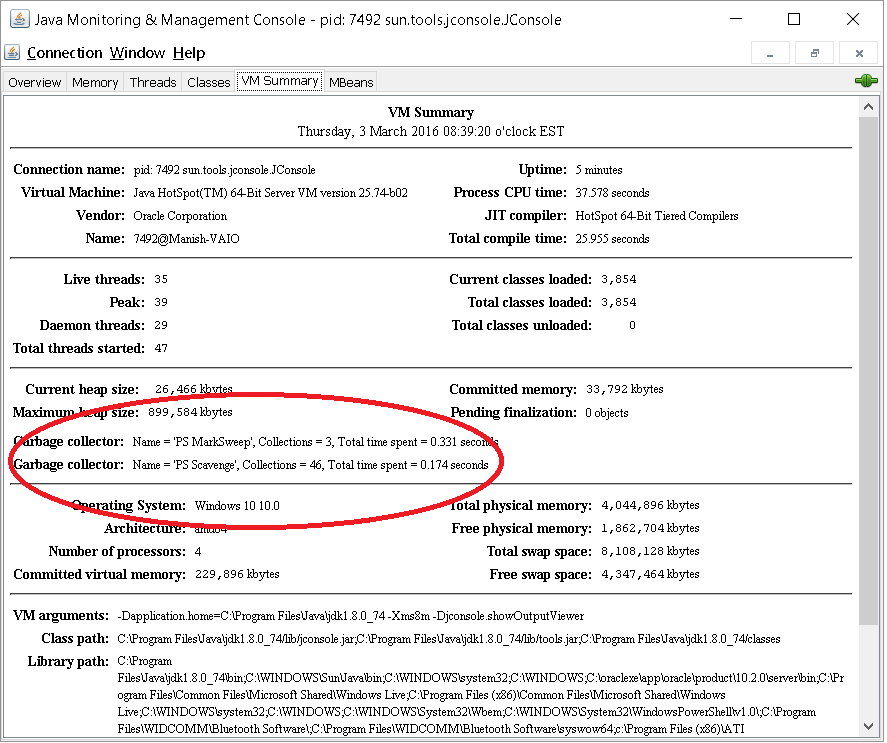 Java Monitoring & Management Console - pid: 7492 sun.tools.jconsole.JConsole
Connection Window Help
Overview Memory Threads Classes VM Summary MBeans
VM Summary
Thursday, 3 March 2016 08:39:20 o'clock EST
Connection name: pid: 7492 sun.tools.jconsole.JConsole Uptime: 5 minutes
Virtual Machine: Java HotSpot(TM) 64-Bit Server VM version 25.74-b02 Process CPU time: 37.578 seconds
Vendor: Oracle Corporation JIT compiler: HotSpot 64-Bit Tiered Compilers
Name: 7492@Manish-VAIO Total compile time: 25.955 seconds
Live threads: 35 Current classes loaded: 3,854
Peak: 39 Total classes loaded: 3,854
Daemon threads: 29 Total classes unloaded: 0
Total threads started: 47
Current heap size: 26,466 kbytes Committed memory: 33,792 kbytes
Maximum heap size: 899,584 kbytes Pending finalization: 0 objects
Garbage collector: Name = 'PS MarkSweep', Collections = 3, Total time spent = 0.331 seconds
Garbage collector: Name = 'PS Scavenge', Collections = 46, Total time spent = 0.174 seconds
Operating System: Windows 10 10.0 Total physical memory: 4,044,896 kbytes
Architecture: amd64 Free physical memory: 1,862,704 kbytes
Number of processors: 4 Total swap space: 8,108,128 kbytes
Committed virtual memory: 229,896 kbytes Free swap space: 4,347,464 kbytes
VM arguments: -Dapplication.home=C:\Program Files\Java\jdk1.8.0_74 -Xms8m -Djconsole.showOutputViewer
Class path: C:\Program Files\Java\jdk1.8.0_74/lib/jconsole.jar;C:\Program Files\Java\jdk1.8.0_74/lib/tools.jar;C:\Program Files\Java\jdk1.8.0_74/classes
Library path: C:\Program
Files\Java\jdk1.8.0_74\bin;C:\WINDOWS\Sun\Java\bin;C:\WINDOWS\system32;C:\WINDOWS;C:\oraclexe\app\oracle\product\10.2.0\server\bin;C:\Pr
ogram Files\Common Files\Microsoft Shared\Windows Live;C:\Program Files (x86)\Common Files\Microsoft Shared\Windows
Live;C:\WINDOWS\system32;C:\WINDOWS;C:\WINDOWS\System32\Wbem;C:\WINDOWS\System32\WindowsPowerShell\v1.0\;C:\Program
Files\WIDCOMM\Bluetooth Software\;C:\Program Files\WIDCOMM\Bluetooth Software\syswow64;c:\Program Files (x86)\ATI